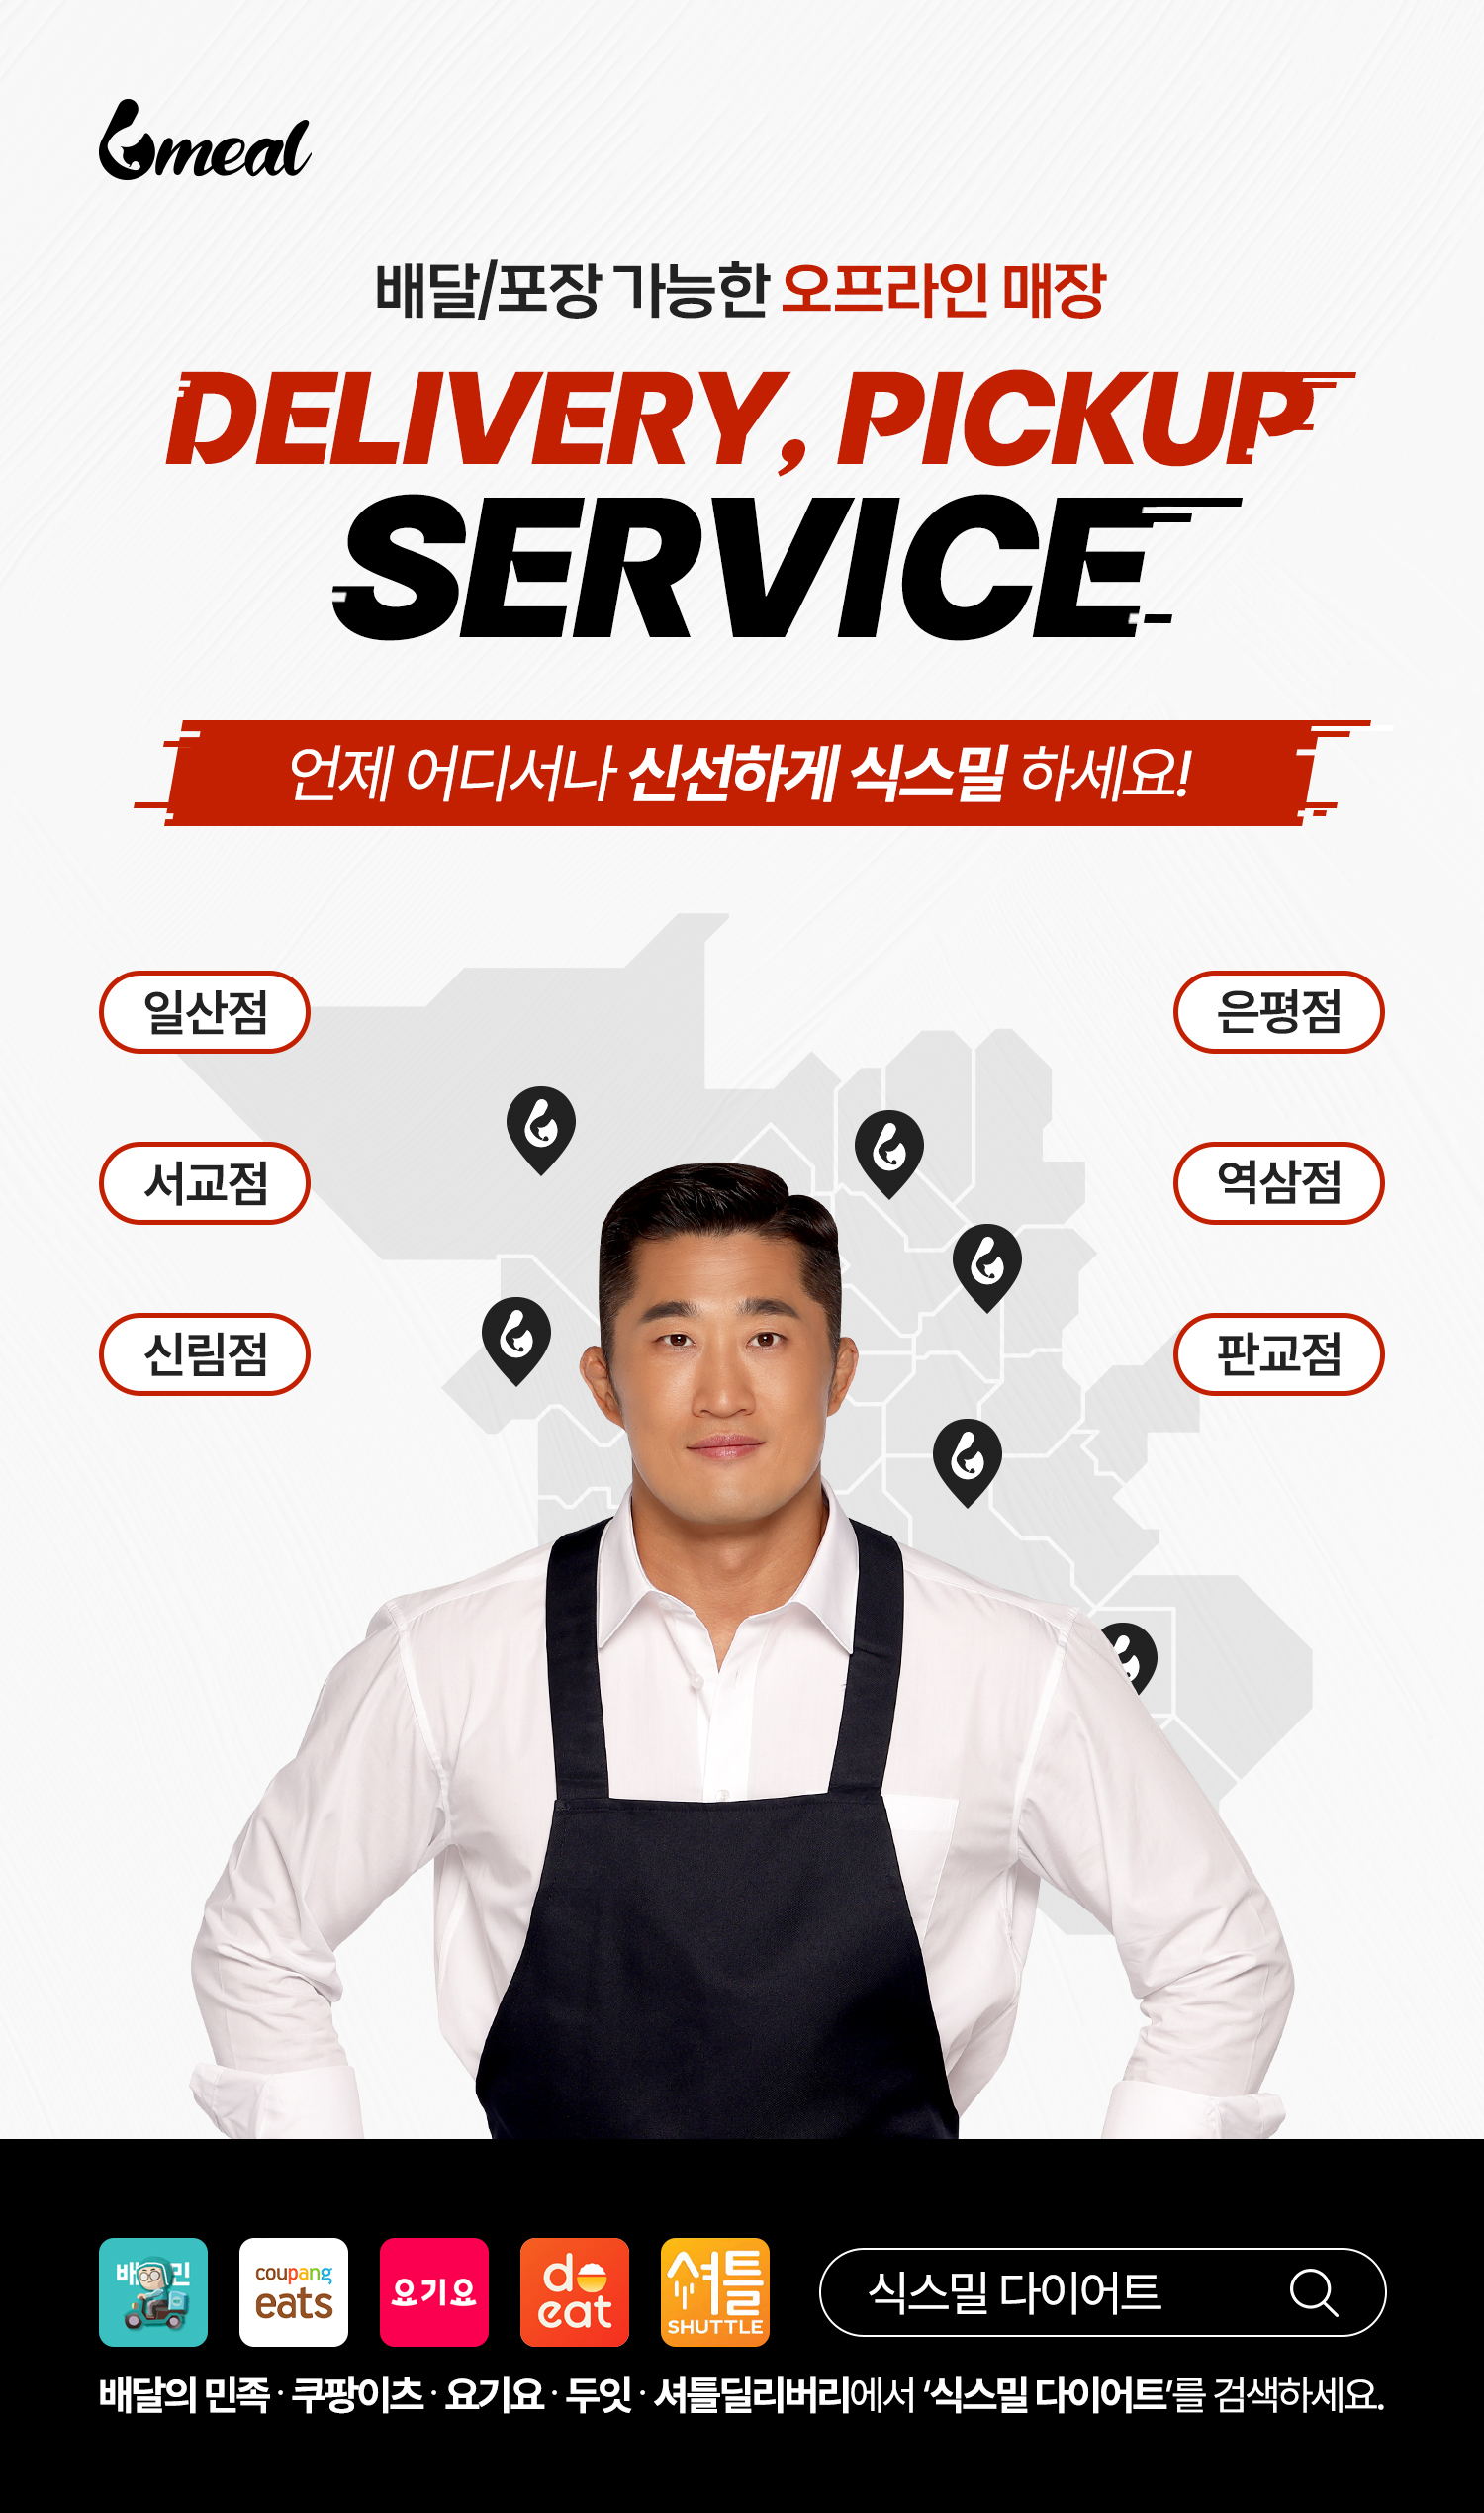 6meal
배달/포장 가능한 오프라인 매장
DELIVERY, PICKUP
SERVICE
언제 어디서나 신선하게 식스밀 하세요!
일산점
은평점
서교점
역삼점
신림점
판교점
coupang
eats
요기요
do
eat
셔틀
SHUTTLE
식스밀 다이어트
배달의 민족 · 쿠팡이츠 · 요기요 · 두잇 · 셔틀딜리버리에서 '식스밀 다이어트'를 검색하세요.